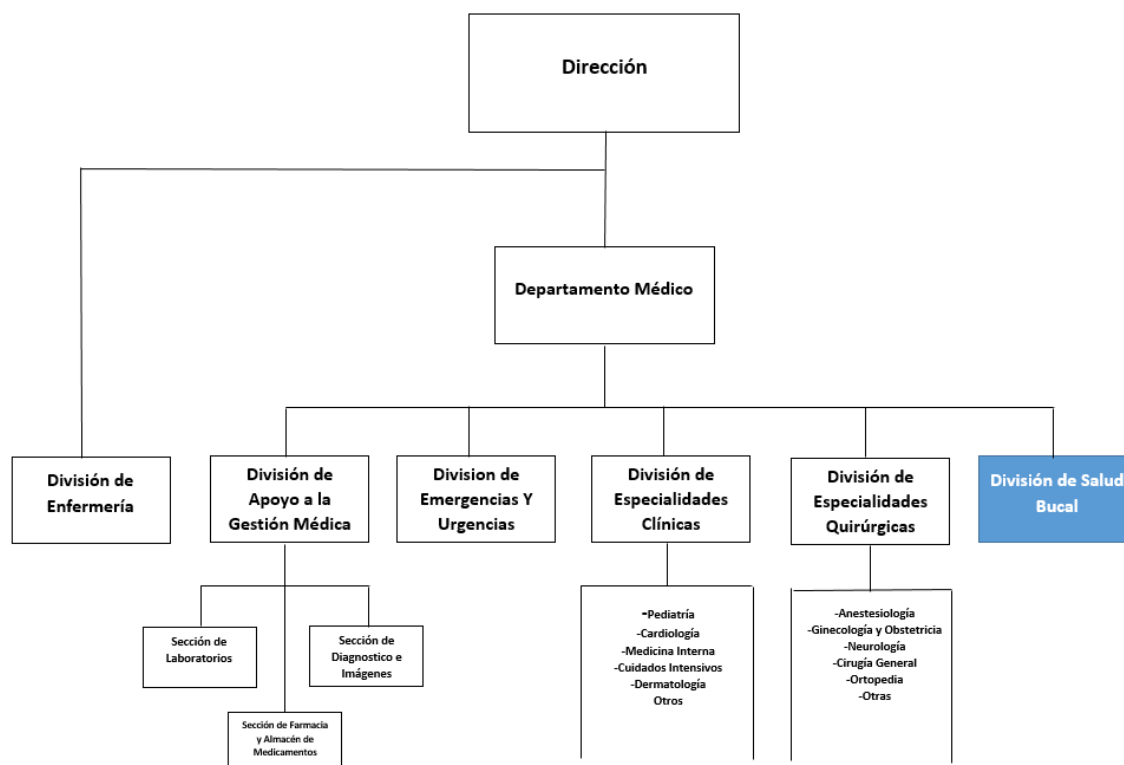 Dirección
Departamento Médico
División de
Enfermería
División de
Apoyo a la
Gestión Médica
Division de
Emergencias Y
Urgencias
División de
Especialidades
Clínicas
División de
Especialidades
Quirúrgicas
División de Salud
Bucal
Sección de
Laboratorios
Sección de
Diagnostico e
Imágenes
Sección de Farmacía
y Almacén de
Medicamentos
-Pediatría
-Cardiología
-Medicina Interna
-Cuidados Intensivos
-Dermatología
Otros
-Anestesiología
-Ginecología y Obstetricia
-Neurología
-Cirugía General
-Ortopedia
-Otras